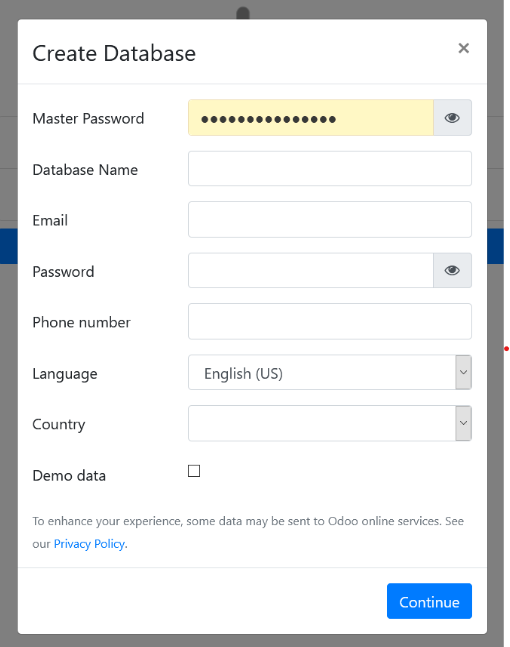 Create Database ×
Master Password ●●●●●●●●●●●●●●●
Database Name
Email
Password
Phone number
Language English (US)
Country
Demo data
To enhance your experience, some data may be sent to Odoo online services. See
our Privacy Policy.
Continue